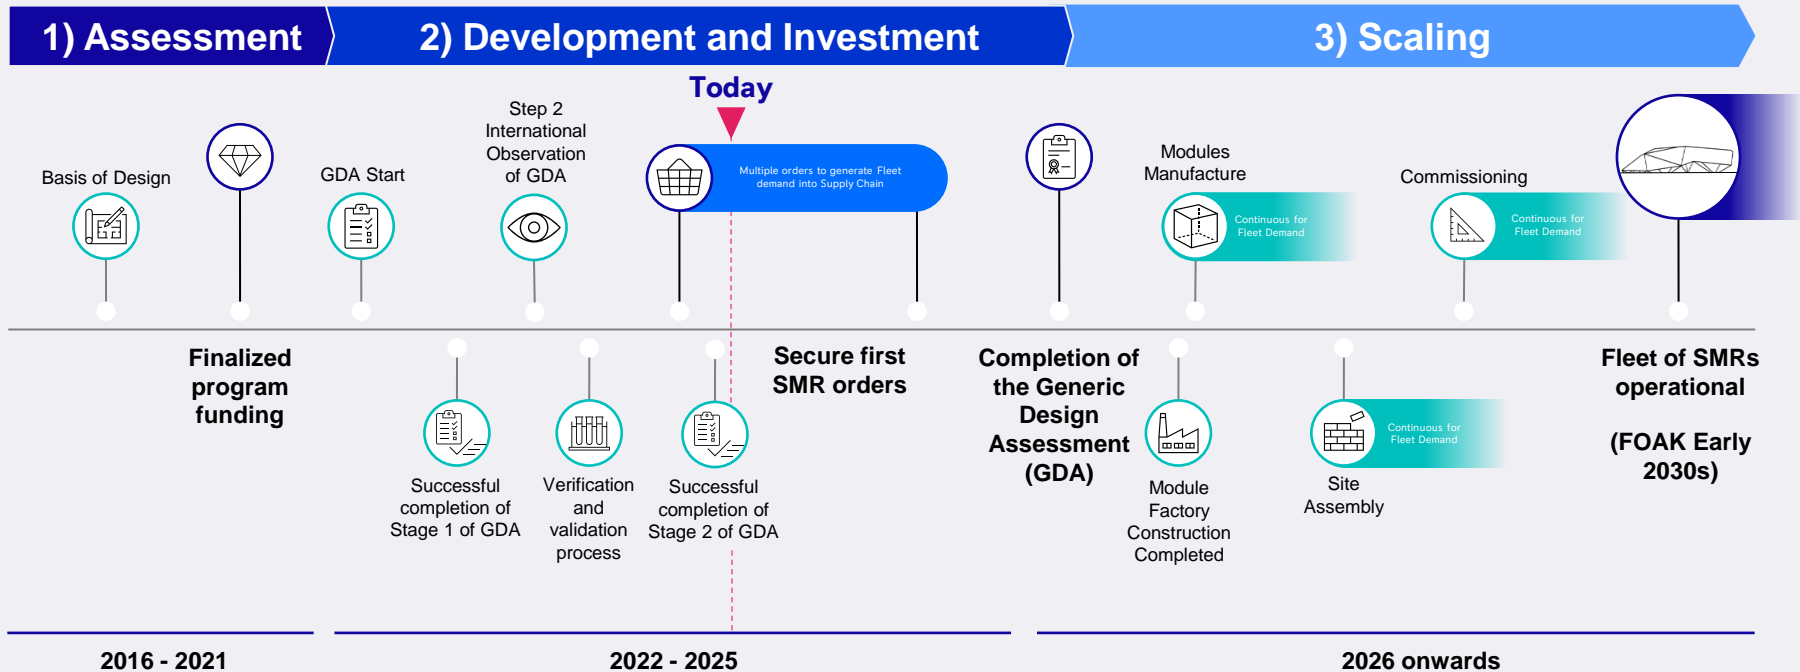 1) Assessment
2) Development and Investment
3) Scaling
Today
Step 2
International
Observation
of GDA
Basis of Design
GDA Start
Multiple orders to generate Fleet
demand into Supply Chain
Modules
Manufacture
Continuous for
Fleet Demand
Commissioning
Continuous for
Fleet Demand
Finalized
program
funding
Secure first
SMR orders
Completion of
the Generic
Design
Assessment
(GDA)
Fleet of SMRs
operational
(FOAK Early
2030s)
Successful
completion of
Stage 1 of GDA
Verification
and
validation
process
Successful
completion of
Stage 2 of GDA
Module
Factory
Construction
Completed
Continuous for
Fleet Demand
Site
Assembly
2016 - 2021
2022 - 2025
2026 onwards